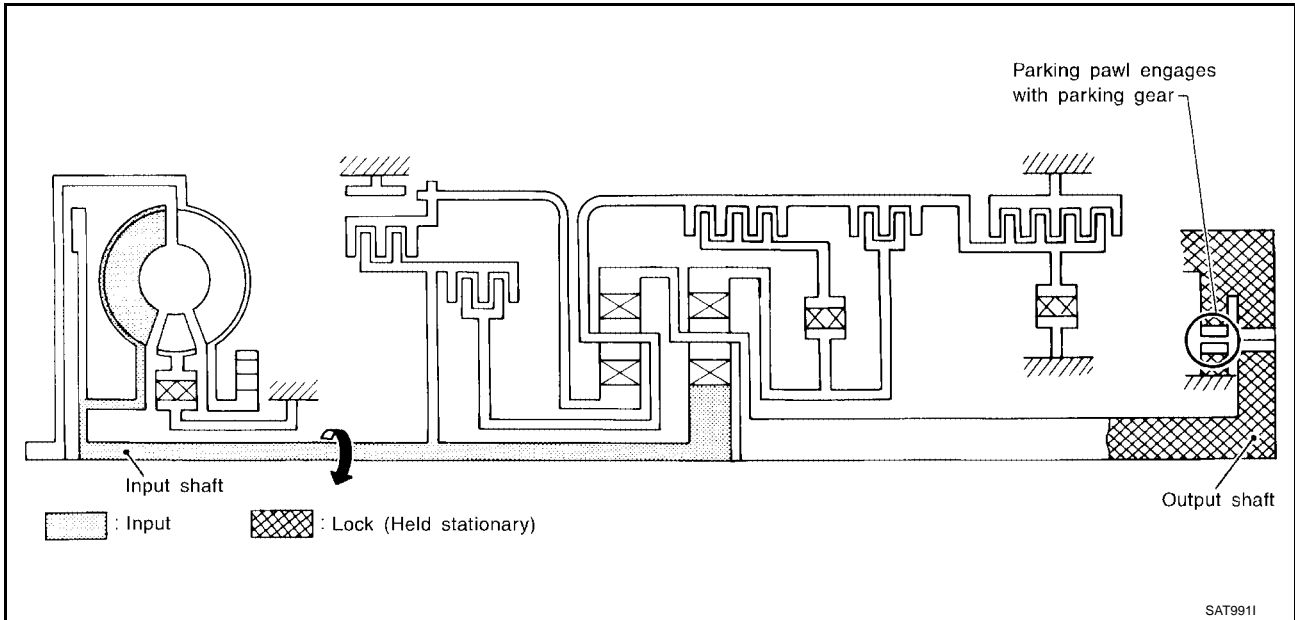 Parking pawl engages
with parking gear
Input shaft
Output shaft
: Input
: Lock (Held stationary)
SAT991I